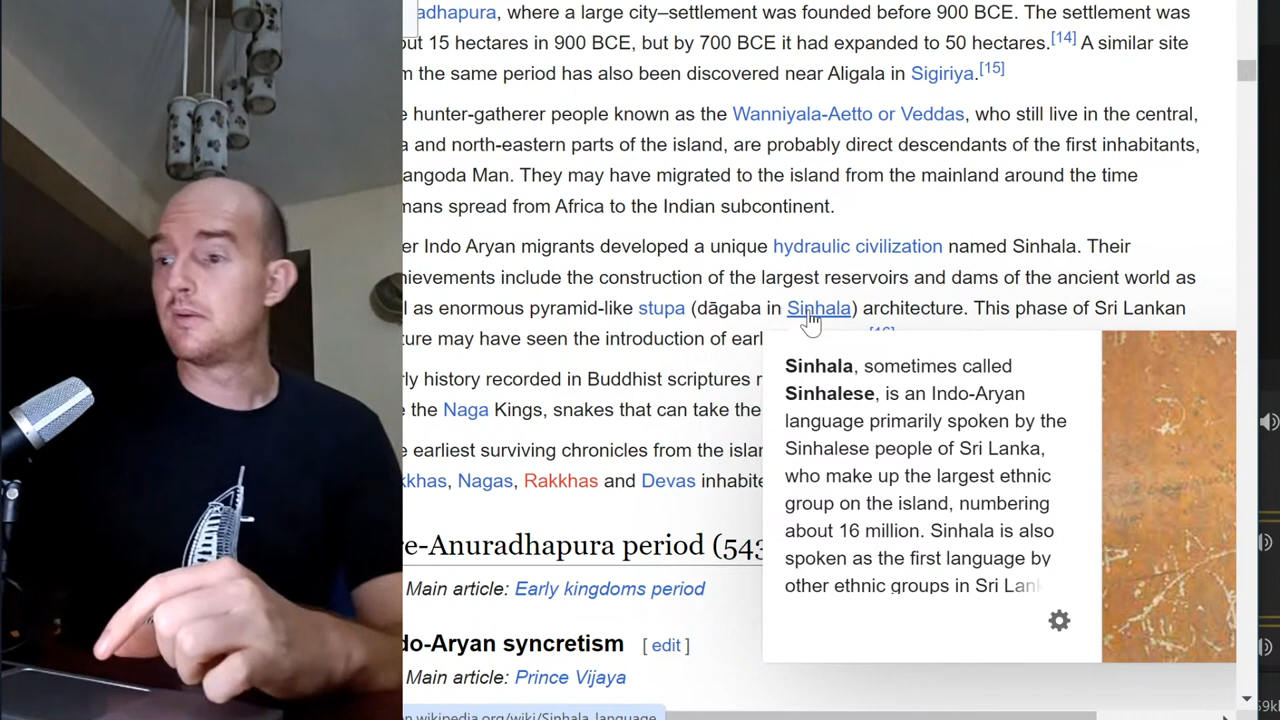 adhapura, where a large city–settlement was founded before 900 BCE. The settlement was
out 15 hectares in 900 BCE, but by 700 BCE it had expanded to 50 hectares.[14] A similar site
m the same period has also been discovered near Aligala in Sigiriya.[15]
e hunter-gatherer people known as the Wanniyala-Aetto or Veddas, who still live in the central,
a and north-eastern parts of the island, are probably direct descendants of the first inhabitants,
angoda Man. They may have migrated to the island from the mainland around the time
mans spread from Africa to the Indian subcontinent.
er Indo Aryan migrants developed a unique hydraulic civilization named Sinhala. Their
hievements include the construction of the largest reservoirs and dams of the ancient world as
l as enormous pyramid-like stupa (dāgaba in Sinhala) architecture. This phase of Sri Lankan
ture may have seen the introduction of earl
rly history recorded in Buddhist scriptures r
e the Naga Kings, snakes that can take the
e earliest surviving chronicles from the islan
kkhas, Nagas, Rakkhas and Devas inhabite
re-Anuradhapura period (543
Main article: Early kingdoms period
do-Aryan syncretism [ edit ]
Main article: Prince Vijaya
Sinhala, sometimes called
Sinhalese, is an Indo-Aryan
language primarily spoken by the
Sinhalese people of Sri Lanka,
who make up the largest ethnic
group on the island, numbering
about 16 million. Sinhala is also
spoken as the first language by
other ethnic groups in Sri Lank
n.wikipedia.org/wiki/Sinhala_language